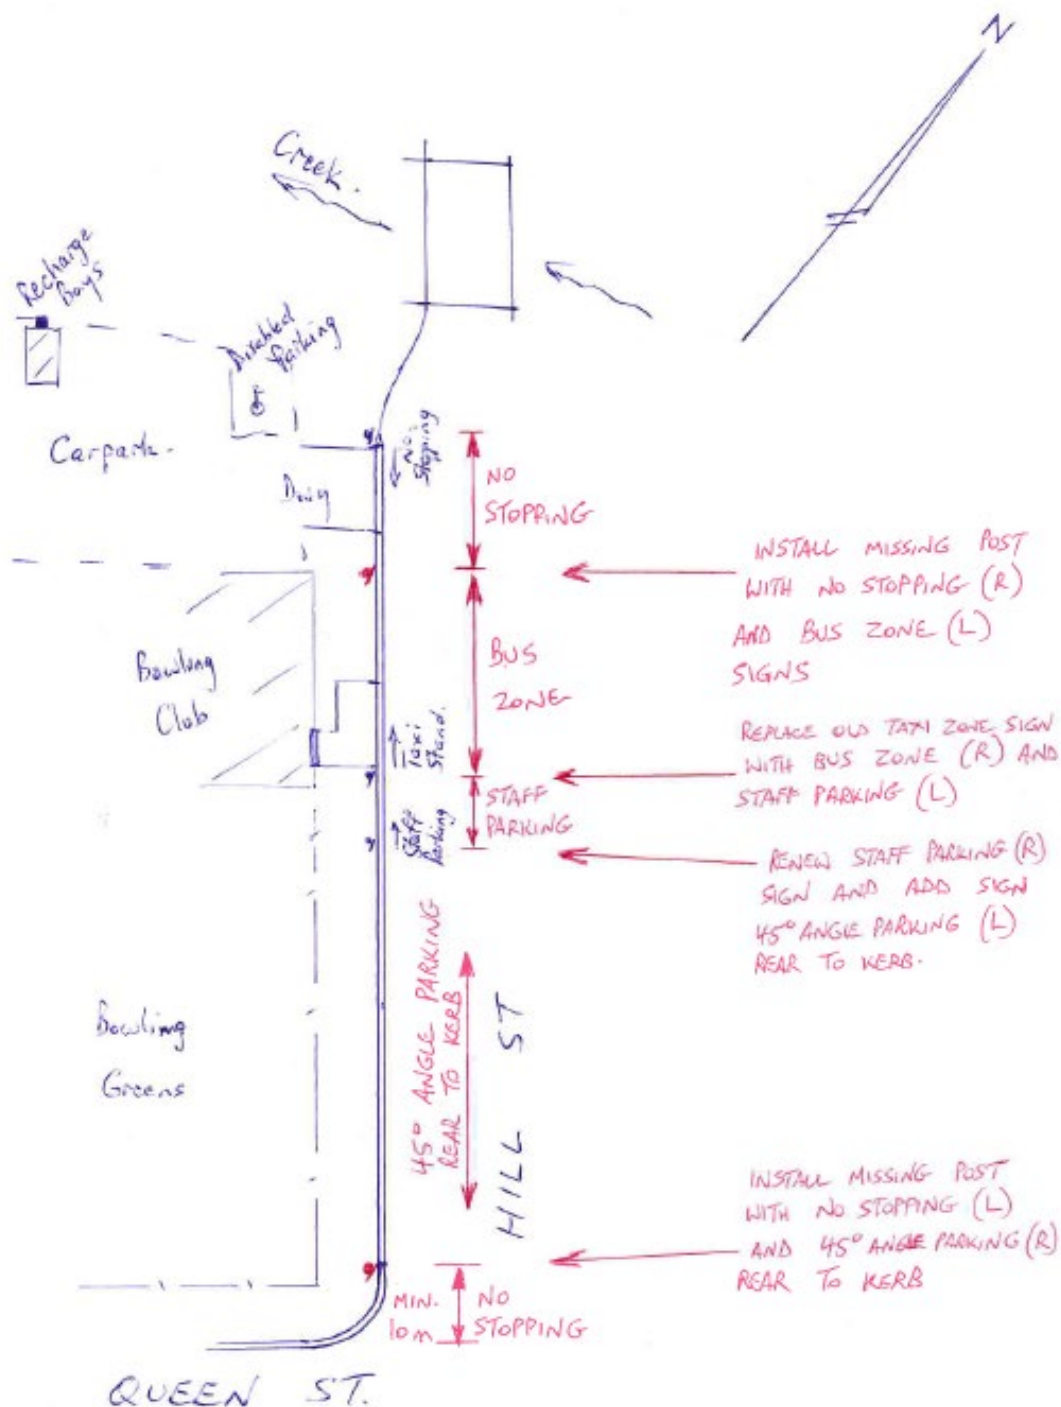 N
Creek.
Recharge
Bays
Disabled
Parking
Carpark.
No
Stopping
NO
STOPPING
INSTALL MISSING POST
WITH NO STOPPING (R)
AND BUS ZONE (L)
SIGNS
Bowling
Club
BUS
ZONE
Taxi
Stand.
REPLACE OLD TAXI ZONE SIGN
WITH BUS ZONE (R) AND
STAFF PARKING (L)
STAFF
PARKING
Staff
Parking
RENEW STAFF PARKING (R)
SIGN AND ADD SIGN
45° ANGLE PARKING (L)
REAR TO KERB.
45° ANGLE PARKING
REAR TO KERB
HILL ST
Bowling
Greens
INSTALL MISSING POST
WITH NO STOPPING (L)
AND 45° ANGLE PARKING (R)
REAR TO KERB
MIN.
10m
NO
STOPPING
QUEEN ST.